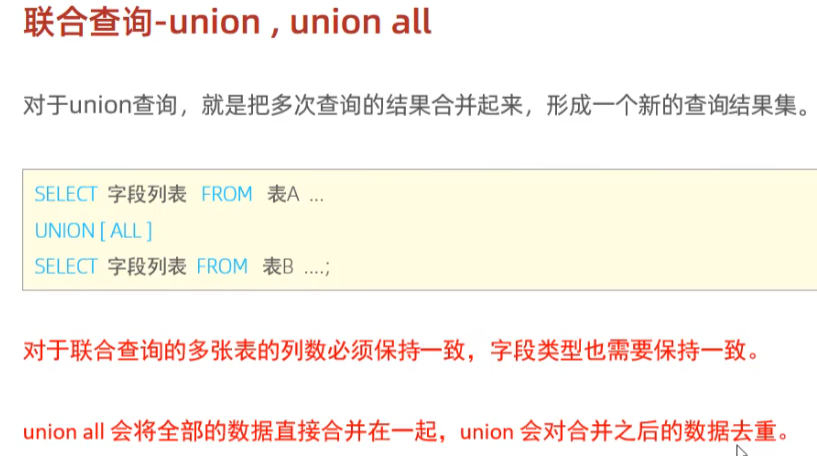 联合查询-union , union all
对于union查询，就是把多次查询的结果合并起来，形成一个新的查询结果集。
SELECT 字段列表 FROM 表A ...
UNION [ ALL ]
SELECT 字段列表 FROM 表B ....;
对于联合查询的多张表的列数必须保持一致，字段类型也需要保持一致。
union all 会将全部的数据直接合并在一起，union 会对合并之后的数据去重。